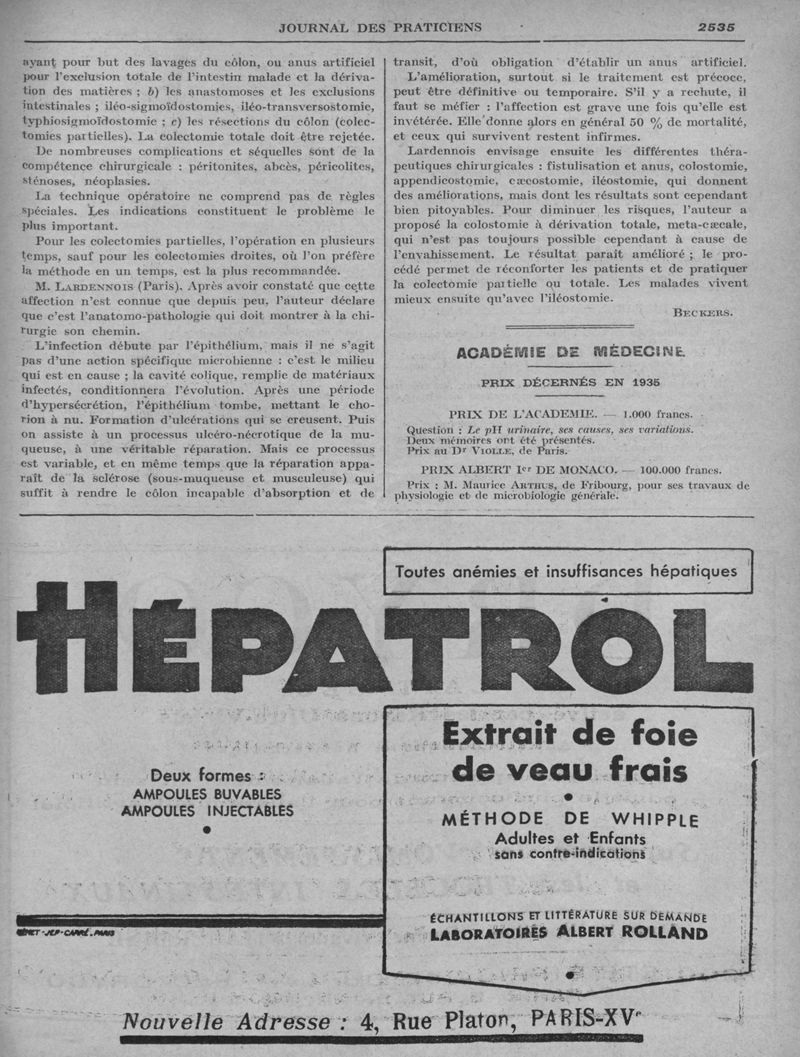 JOURNAL DES PRATICIENS
2535
ayant pour but des lavages du côlon, ou anus artificiel
pour l'exclusion totale de l'intestin malade et la dériva-
tion des matières ; b) les anastomoses et les exclusions
intestinales ; iléo-sigmoïdostomies, iléo-transversostomie,
typhiosigmoïdostomie ; c) les résections du côlon (colec-
tomies partielles). La colectomie totale doit être rejetée.
De nombreuses complications et séquelles sont de la
compétence chirurgicale : péritonites, abcès, péricolites,
sténoses, néoplasies.
La technique opératoire ne comprend pas de règles
spéciales. Les indications constituent le problème le
plus important.
Pour les colectomies partielles, l'opération en plusieurs
temps, sauf pour les colectomies droites, où l'on préfère
la méthode en un temps, est la plus recommandée.
M. LARDENNOIS (Paris). Après avoir constaté que cette
affection n'est connue que depuis peu, l'auteur déclare
que c'est l'anatomo-pathologie qui doit montrer à la chi-
rurgie son chemin.
L'infection débute par l'épithélium, mais il ne s'agit
pas d'une action spécifique microbienne : c'est le milieu
qui est en cause ; la cavité colique, remplie de matériaux
infectés, conditionnera l'évolution. Après une période
d'hypersécrétion, l'épithélium tombe, mettant le cho-
rion à nu. Formation d'ulcérations qui se creusent. Puis
on assiste à un processus ulcéro-nécrotique de la mu-
queuse, à une véritable réparation. Mais ce processus
est variable, et en même temps que la réparation appa-
raît de la sclérose (sous-muqueuse et musculeuse) qui
suffit à rendre le côlon incapable d'absorption et de
transit, d'où obligation d'établir un anus artificiel.
L'amélioration, surtout si le traitement est précoce,
peut être définitive ou temporaire. S'il y a rechute, il
faut se méfier : l'affection est grave une fois qu'elle est
invétérée. Elle donne alors en général 50 % de mortalité,
et ceux qui survivent restent infirmes.
Lardennois envisage ensuite les différentes théra-
peutiques chirurgicales : fistulisation et anus, colostomie,
appendicostomie, cæcostomie, iléostomie, qui donnent
des améliorations, mais dont les résultats sont cependant
bien pitoyables. Pour diminuer les risques, l'auteur a
proposé la colostomie à dérivation totale, meta-cæcale,
qui n'est pas toujours possible cependant à cause de
l'envahissement. Le résultat paraît amélioré ; le pro-
cédé permet de réconforter les patients et de pratiquer
la colectomie partielle ou totale. Les malades vivent
mieux ensuite qu'avec l'iléostomie.
BECKERS.
ACADÉMIE DE MÉDECINE
PRIX DÉCERNÉS EN 1935
PRIX DE L'ACADEMIE. — 1.000 francs.
Question : Le pH urinaire, ses causes, ses variations.
Deux mémoires ont été présentés.
Prix au Dr VIOLLE, de Paris.
PRIX ALBERT Ier DE MONACO. — 100.000 francs.
Prix : M. Maurice ARTHUS, de Fribourg, pour ses travaux de
physiologie et de microbiologie générale.
Toutes anémies et insuffisances hépatiques
HÉPATROL
Deux formes :
AMPOULES BUVABLES
AMPOULES INJECTABLES
Extrait de foie
de veau frais
MÉTHODE DE WHIPPLE
Adultes et Enfants
sans contre-indications
ÉCHANTILLONS ET LITTÉRATURE SUR DEMANDE
LABORATOIRES ALBERT ROLLAND
JEP-CARRÉ-PARIS
Nouvelle Adresse : 4, Rue Platon, PARIS-XVe